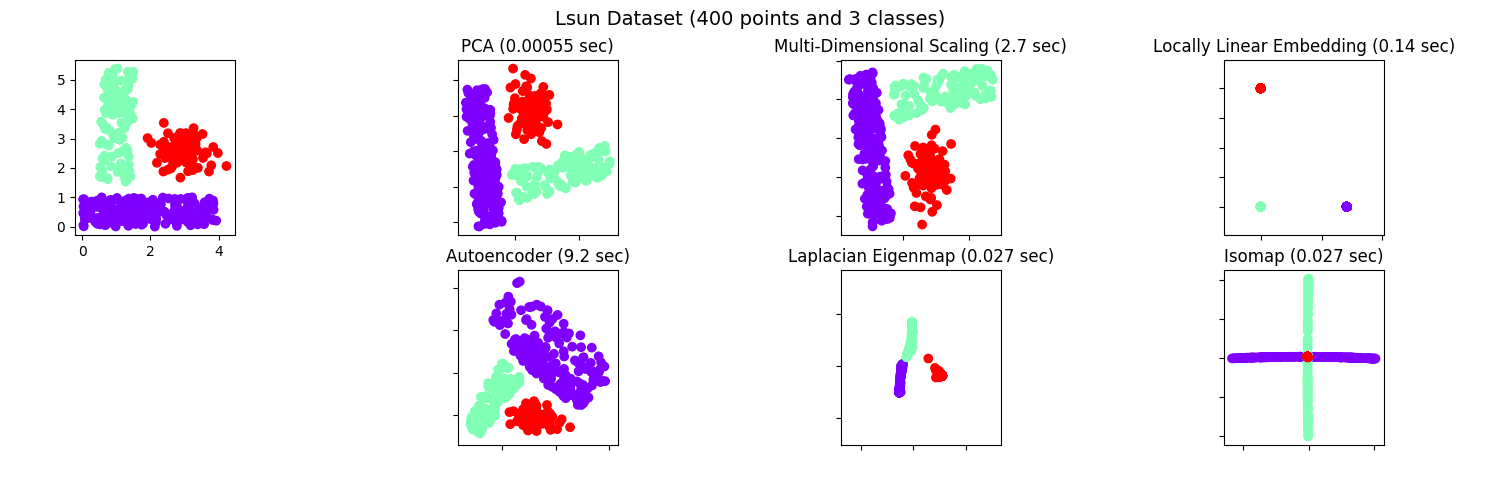 Lsun Dataset (400 points and 3 classes)
PCA (0.00055 sec)
Multi-Dimensional Scaling (2.7 sec)
Locally Linear Embedding (0.14 sec)
5
4
3
2
1
0
0
2
4
Autoencoder (9.2 sec)
Laplacian Eigenmap (0.027 sec)
Isomap (0.027 sec)